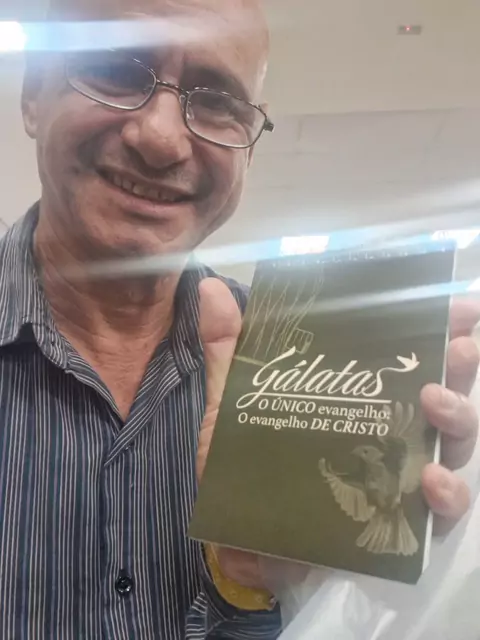 Gálatas
O ÚNICO evangelho:
O evangelho DE CRISTO